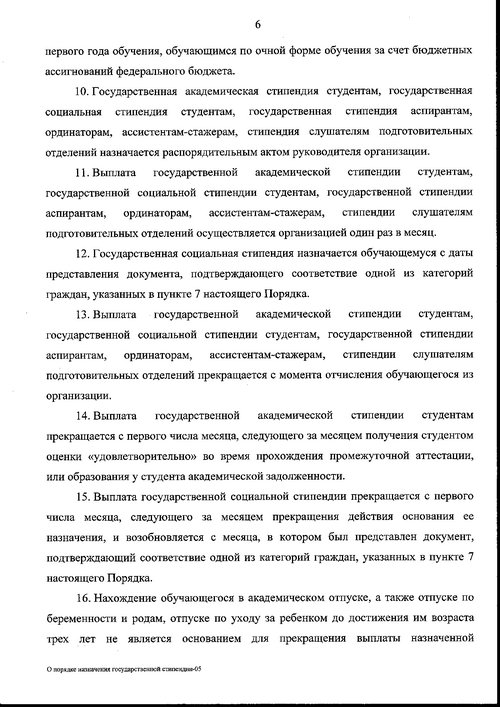 6
первого года обучения, обучающимся по очной форме обучения за счет бюджетных
ассигнований федерального бюджета.
10. Государственная академическая стипендия студентам, государственная
социальная стипендия студентам, государственная стипендия аспирантам,
ординаторам, ассистентам-стажерам, стипендия слушателям подготовительных
отделений назначается распорядительным актом руководителя организации.
11. Выплата государственной академической стипендии студентам,
государственной социальной стипендии студентам, государственной стипендии
аспирантам, ординаторам, ассистентам-стажерам, стипендии слушателям
подготовительных отделений осуществляется организацией один раз в месяц.
12. Государственная социальная стипендия назначается обучающемуся с даты
представления документа, подтверждающего соответствие одной из категорий
граждан, указанных в пункте 7 настоящего Порядка.
13. Выплата государственной академической стипендии студентам,
государственной социальной стипендии студентам, государственной стипендии
аспирантам, ординаторам, ассистентам-стажерам, стипендии слушателям
подготовительных отделений прекращается с момента отчисления обучающегося из
организации.
14. Выплата государственной академической стипендии студентам
прекращается с первого числа месяца, следующего за месяцем получения студентом
оценки «удовлетворительно» во время прохождения промежуточной аттестации,
или образования у студента академической задолженности.
15. Выплата государственной социальной стипендии прекращается с первого
числа месяца, следующего за месяцем прекращения действия основания ее
назначения, и возобновляется с месяца, в котором был представлен документ,
подтверждающий соответствие одной из категорий граждан, указанных в пункте 7
настоящего Порядка.
16. Нахождение обучающегося в академическом отпуске, а также отпуске по
беременности и родам, отпуске по уходу за ребенком до достижения им возраста
трех лет не является основанием для прекращения выплаты назначенной
О порядке назначения государственной стипендии-05